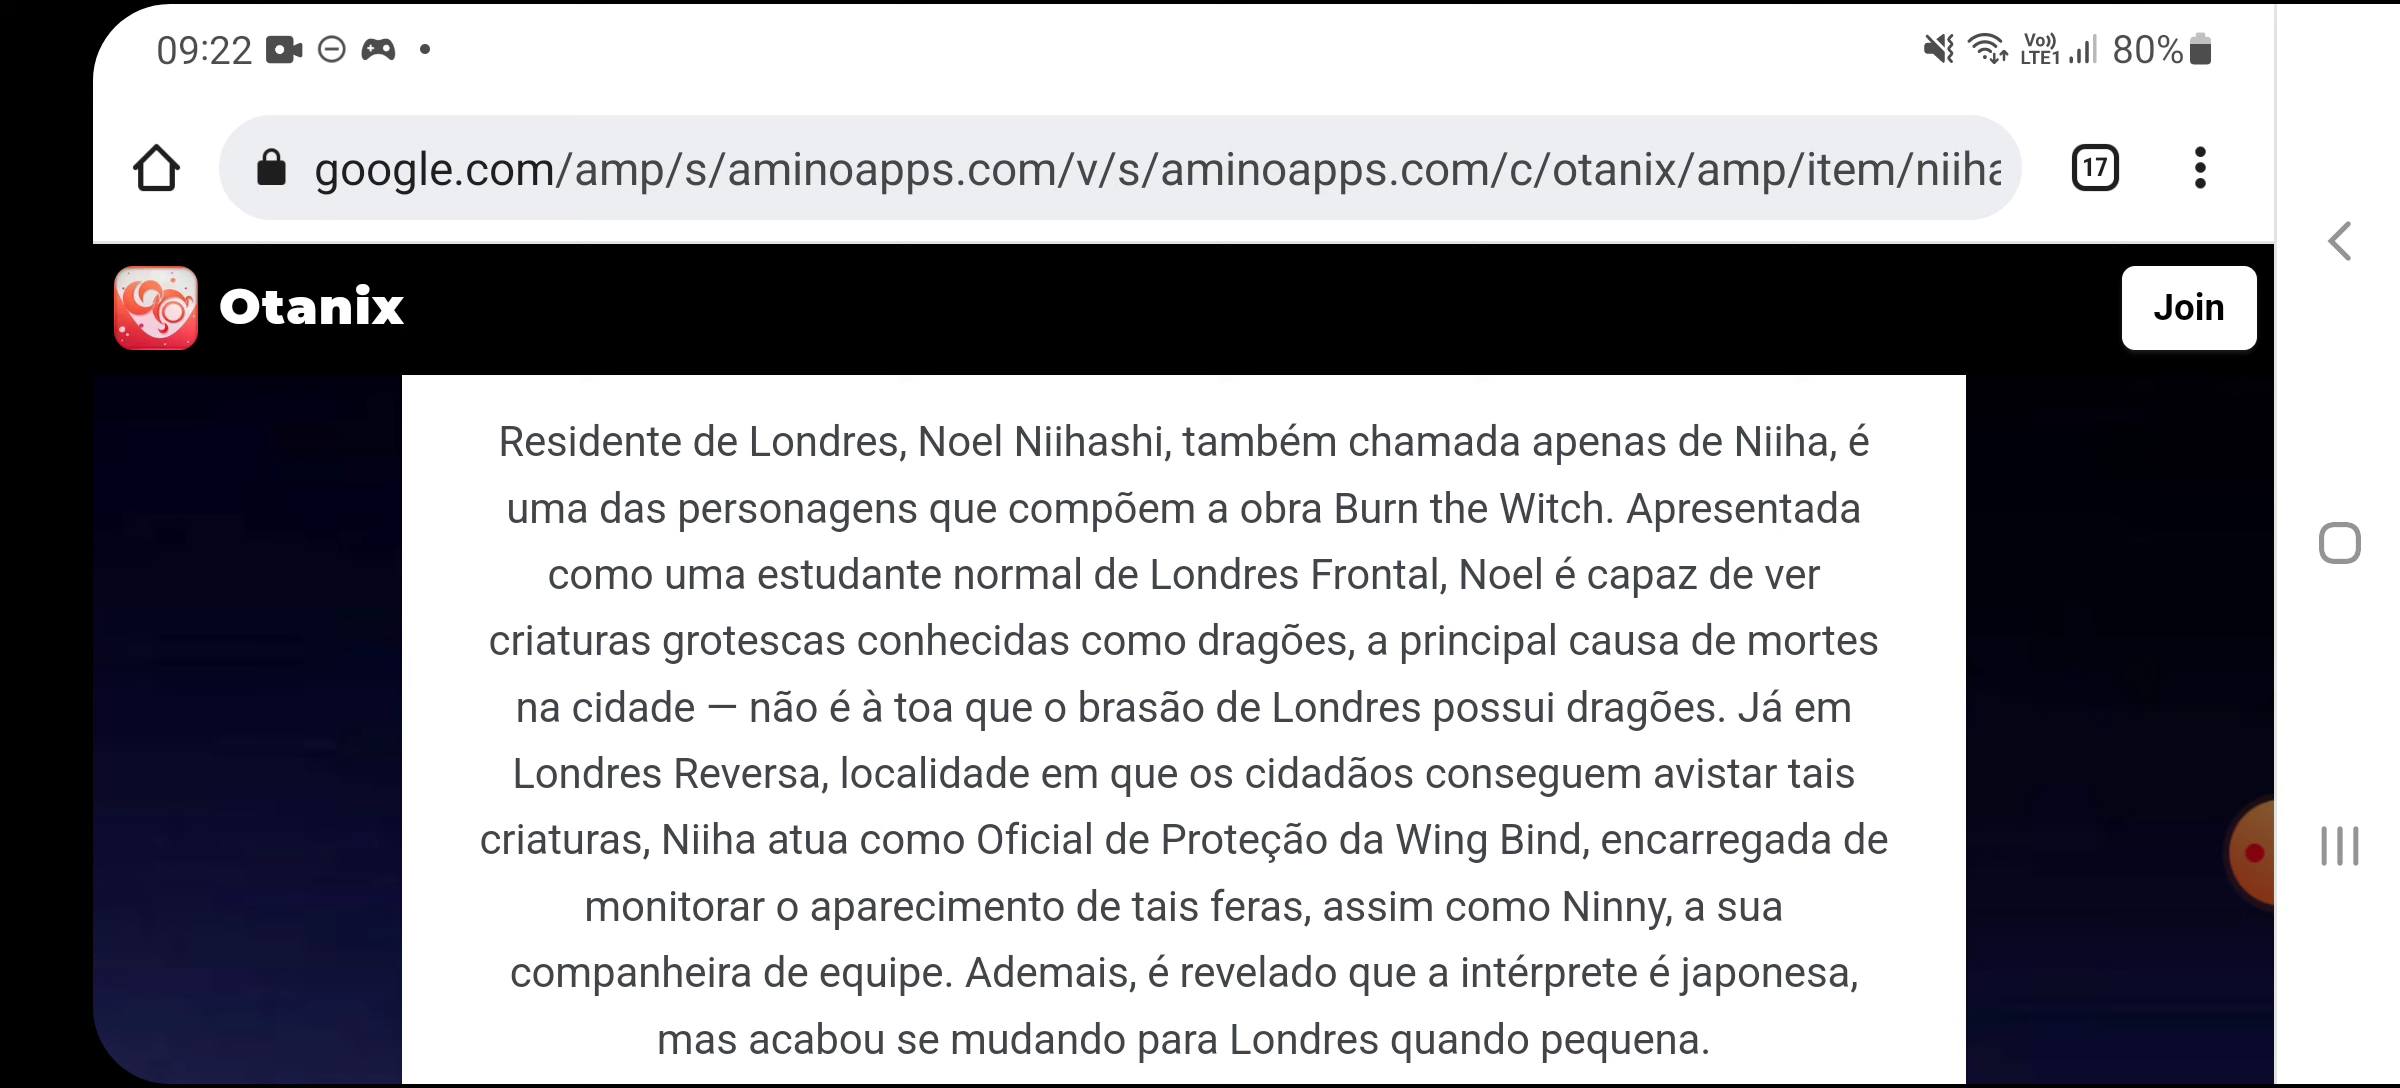 09:22
Vo)) LTE1 80%
google.com/amp/s/aminoapps.com/v/s/aminoapps.com/c/otanix/amp/item/niiha
17
Otanix
Join
Residente de Londres, Noel Niihashi, também chamada apenas de Niiha, é
uma das personagens que compõem a obra Burn the Witch. Apresentada
como uma estudante normal de Londres Frontal, Noel é capaz de ver
criaturas grotescas conhecidas como dragões, a principal causa de mortes
na cidade — não é à toa que o brasão de Londres possui dragões. Já em
Londres Reversa, localidade em que os cidadãos conseguem avistar tais
criaturas, Niiha atua como Oficial de Proteção da Wing Bind, encarregada de
monitorar o aparecimento de tais feras, assim como Ninny, a sua
companheira de equipe. Ademais, é revelado que a intérprete é japonesa,
mas acabou se mudando para Londres quando pequena.